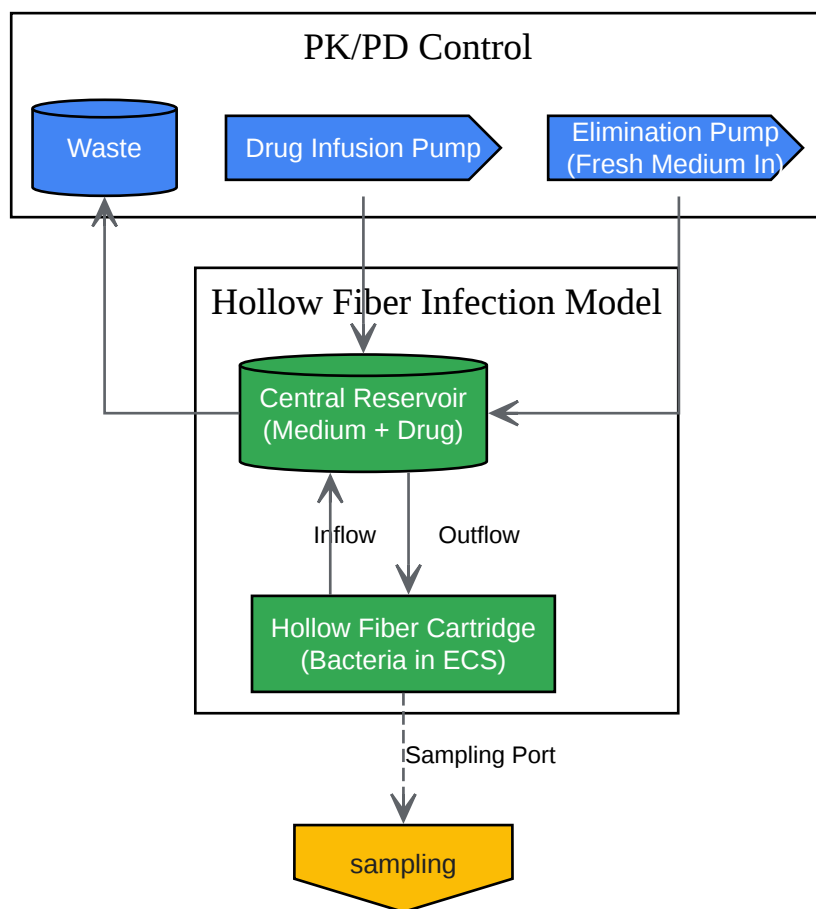 PK/PD Control
Waste
Drug Infusion Pump
Elimination Pump
(Fresh Medium In)
Hollow Fiber Infection Model
Central Reservoir
(Medium + Drug)
Inflow
Outflow
Hollow Fiber Cartridge
(Bacteria in ECS)
Sampling Port
sampling